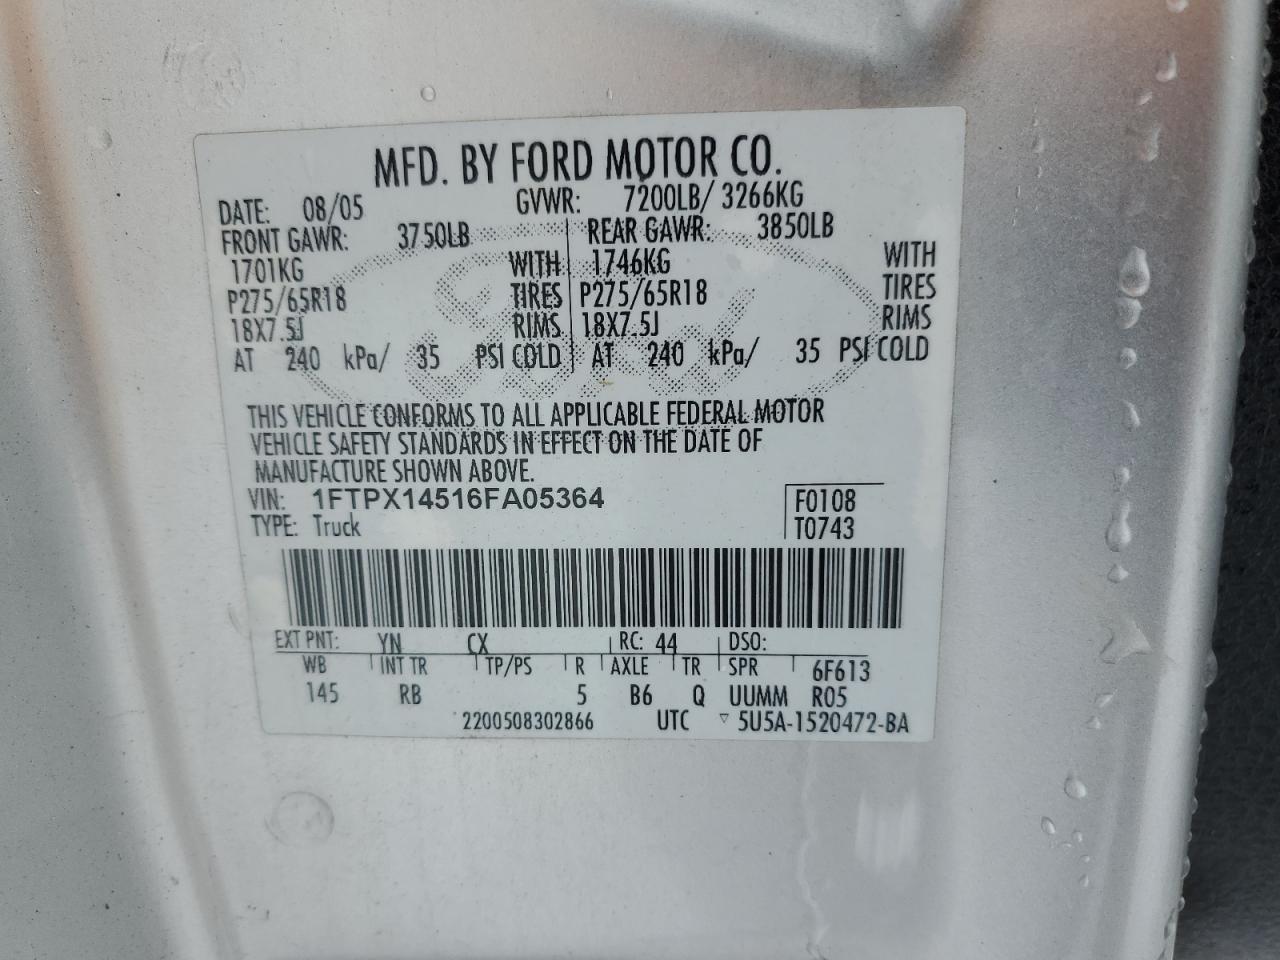 MFD. BY FORD MOTOR CO.
DATE: 08/05 GVWR: 7200LB/ 3266KG
FRONT GAWR: 3750LB REAR GAWR: 3850LB
1701KG WITH 1746KG WITH
P275/65R18 TIRES P275/65R18 TIRES
18X7.5J RIMS 18X7.5J RIMS
AT 240 kPa/ 35 PSI COLD AT 240 kPa/ 35 PSI COLD
THIS VEHICLE CONFORMS TO ALL APPLICABLE FEDERAL MOTOR
VEHICLE SAFETY STANDARDS IN EFFECT ON THE DATE OF
MANUFACTURE SHOWN ABOVE.
VIN: 1FTPX14516FA05364 F0108
TYPE: Truck T0743
EXT PNT: YN CX RC: 44 DSO:
WB INT TR TP/PS R AXLE TR SPR 6F613
145 RB 5 B6 Q UUMM R05
2200508302866 UTC ▽ 5U5A-1520472-BA
Ford